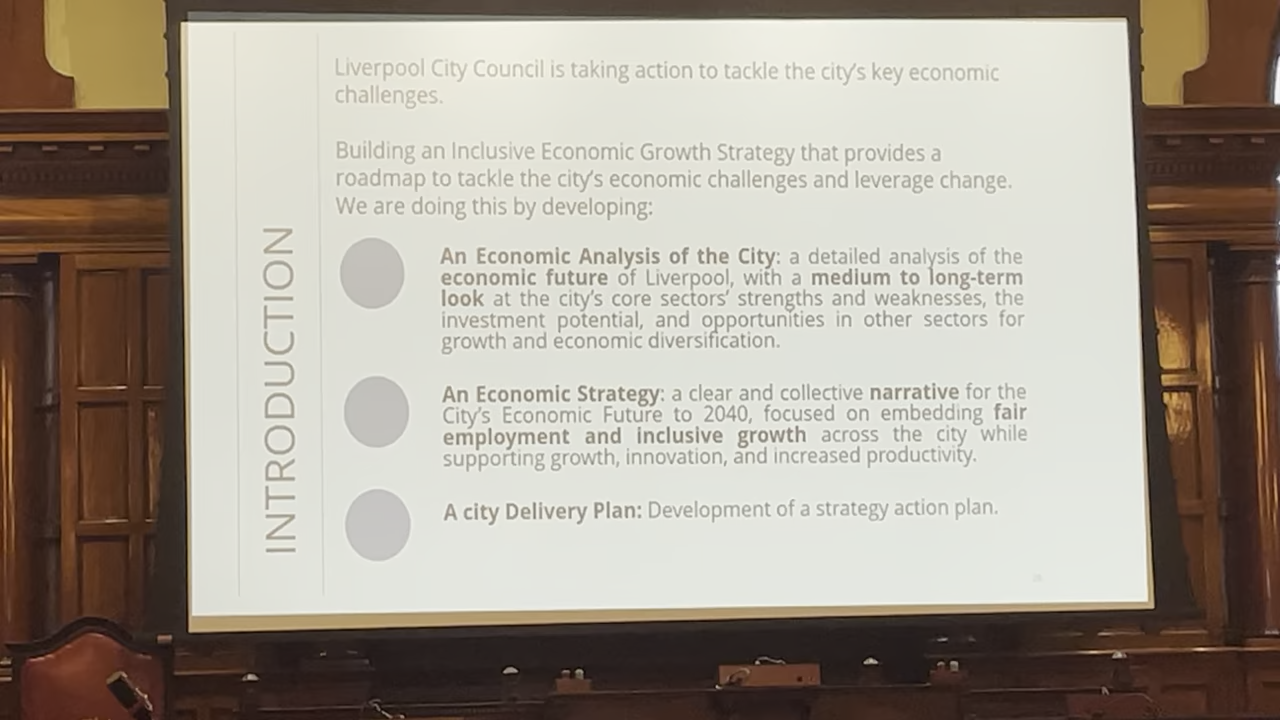 INTRODUCTION
Liverpool City Council is taking action to tackle the city's key economic
challenges.
Building an Inclusive Economic Growth Strategy that provides a
roadmap to tackle the city's economic challenges and leverage change.
We are doing this by developing:
An Economic Analysis of the City: a detailed analysis of the
economic future of Liverpool, with a medium to long-term
look at the city's core sectors' strengths and weaknesses, the
investment potential, and opportunities in other sectors for
growth and economic diversification.
An Economic Strategy: a clear and collective narrative for the
City's Economic Future to 2040, focused on embedding fair
employment and inclusive growth across the city while
supporting growth, innovation, and increased productivity.
A city Delivery Plan: Development of a strategy action plan.